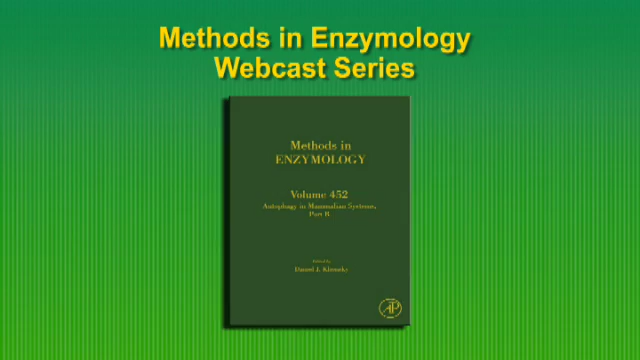 Methods in Enzymology
Webcast Series
Methods in
ENZYMOLOGY
Volume 452
Autophagy in Mammalian Systems,
Part B
Edited by
Daniel J. Klionsky
AP